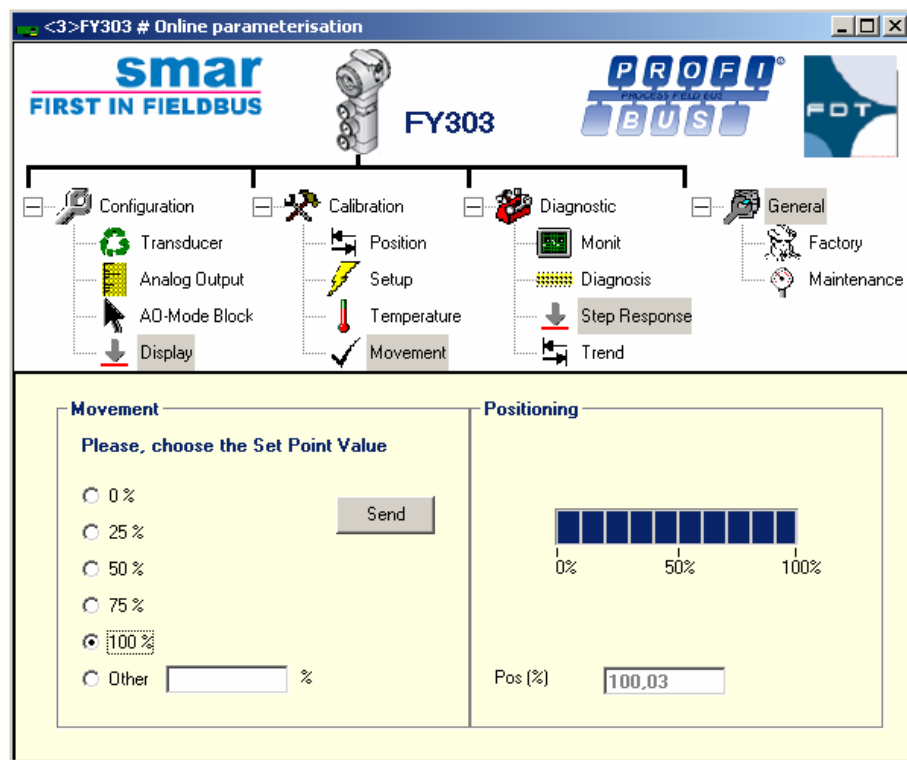 <3>FY303 # Online parameterisation
smar
FIRST IN FIELDBUS
FY303
PROFI
PROCESS FIELD BUS
BUS
®
FDT
Configuration
Transducer
Analog Output
AO-Mode Block
Display
Calibration
Position
Setup
Temperature
Movement
Diagnostic
Monit
Diagnosis
Step Response
Trend
General
Factory
Maintenance
Movement
Please, choose the Set Point Value
0 %
25 %
50 %
75 %
100 %
Other %
Send
Positioning
0% 50% 100%
Pos (%) 100,03